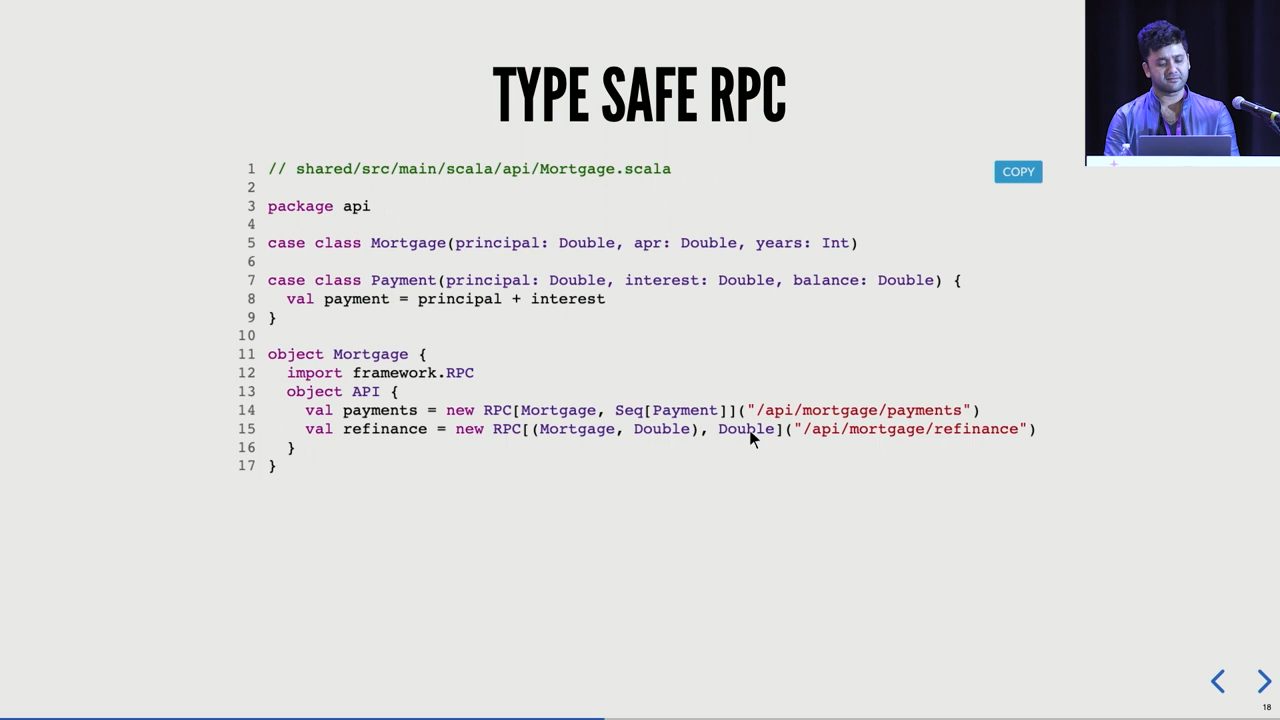 TYPE SAFE RPC
1 // shared/src/main/scala/api/Mortgage.scala
COPY
2
3 package api
4
5 case class Mortgage(principal: Double, apr: Double, years: Int)
6
7 case class Payment(principal: Double, interest: Double, balance: Double) {
8   val payment = principal + interest
9 }
10
11 object Mortgage {
12   import framework.RPC
13   object API {
14     val payments = new RPC[Mortgage, Seq[Payment]]("/api/mortgage/payments")
15     val refinance = new RPC[(Mortgage, Double), Double]("/api/mortgage/refinance")
16   }
17 }
18